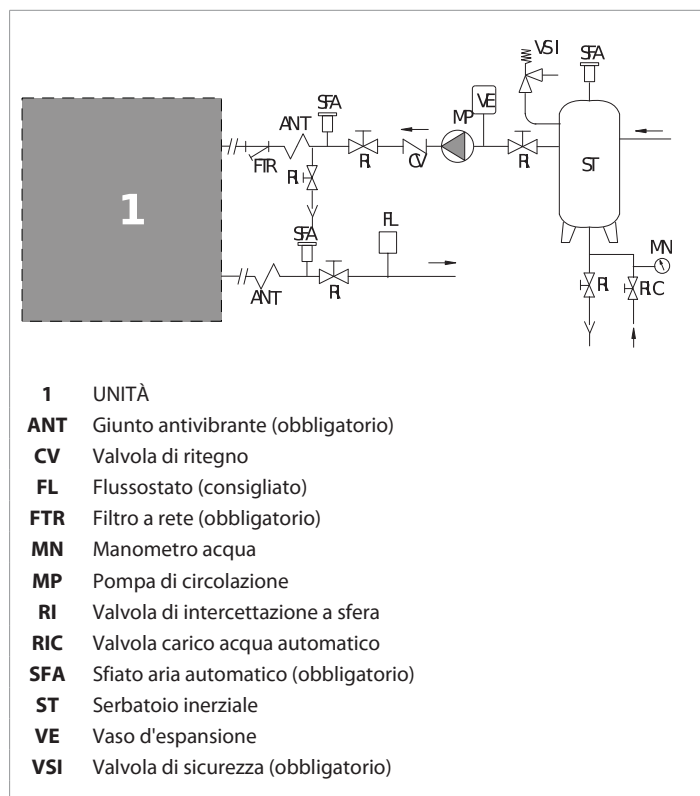 VSI SFA
SFA MP VE
ANT
FTR RI CV RI ST
RI
SFA FL
MN
ANT RI RI RIC
1
1 UNITÀ
ANT Giunto antivibrante (obbligatorio)
CV Valvola di ritegno
FL Flussostato (consigliato)
FTR Filtro a rete (obbligatorio)
MN Manometro acqua
MP Pompa di circolazione
RI Valvola di intercettazione a sfera
RIC Valvola carico acqua automatico
SFA Sfiato aria automatico (obbligatorio)
ST Serbatoio inerziale
VE Vaso d'espansione
VSI Valvola di sicurezza (obbligatorio)